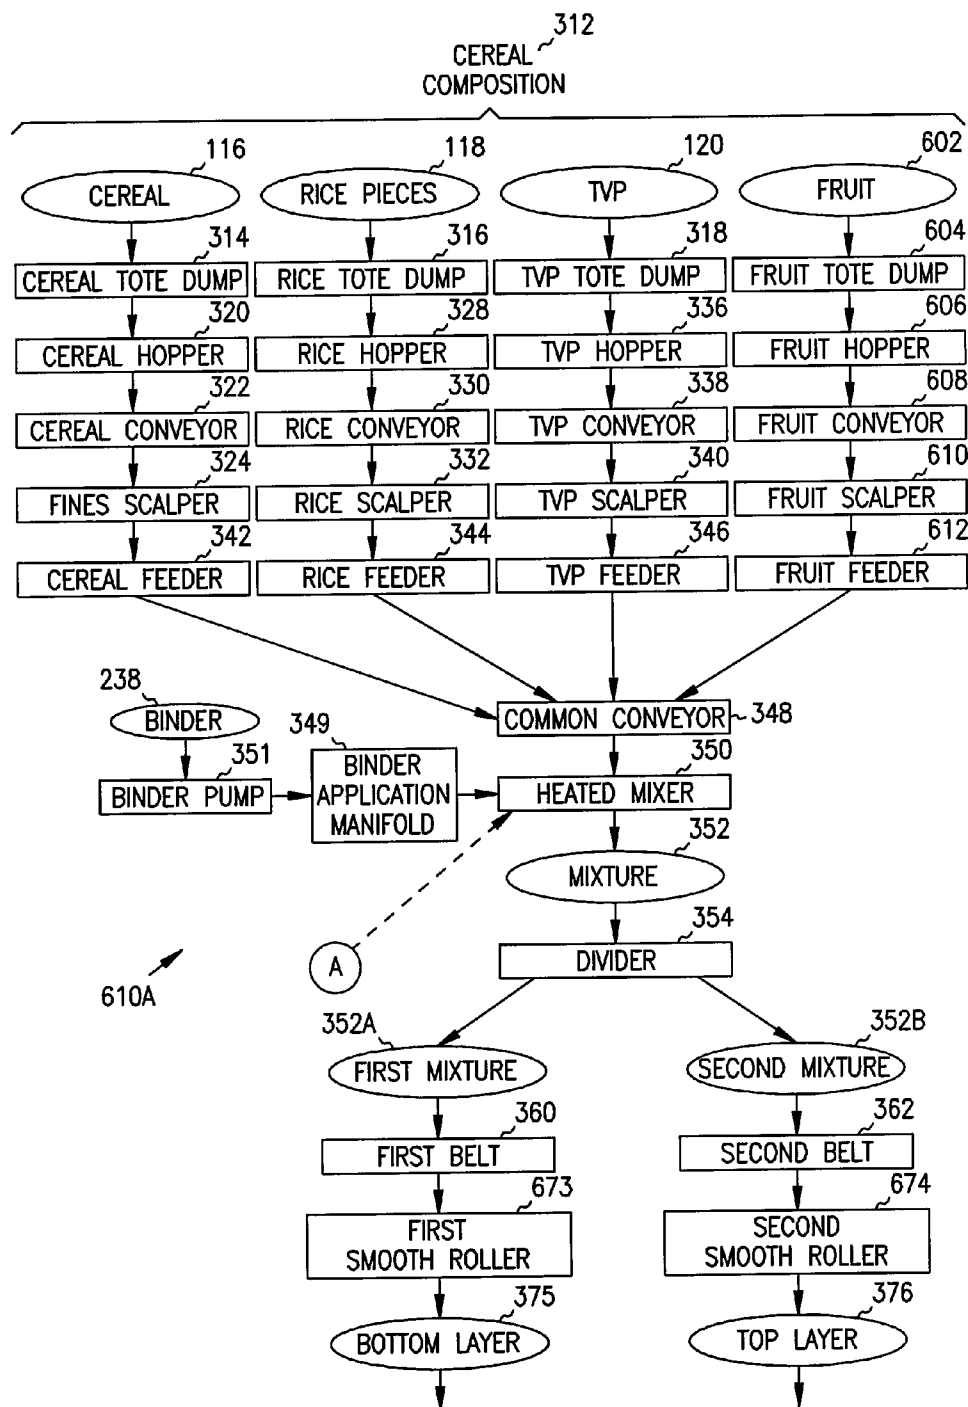 312
CEREAL
COMPOSITION
116
118
120
602
CEREAL
RICE PIECES
TVP
FRUIT
314
316
318
604
CEREAL TOTE DUMP
RICE TOTE DUMP
TVP TOTE DUMP
FRUIT TOTE DUMP
320
328
336
606
CEREAL HOPPER
RICE HOPPER
TVP HOPPER
FRUIT HOPPER
322
330
338
608
CEREAL CONVEYOR
RICE CONVEYOR
TVP CONVEYOR
FRUIT CONVEYOR
324
332
340
610
FINES SCALPER
RICE SCALPER
TVP SCALPER
FRUIT SCALPER
342
344
346
612
CEREAL FEEDER
RICE FEEDER
TVP FEEDER
FRUIT FEEDER
238
BINDER
COMMON CONVEYOR
348
351
349
350
BINDER PUMP
BINDER
APPLICATION
MANIFOLD
HEATED MIXER
352
MIXTURE
354
DIVIDER
A
610A
352A
352B
FIRST MIXTURE
SECOND MIXTURE
360
362
FIRST BELT
SECOND BELT
673
674
FIRST
SMOOTH ROLLER
SECOND
SMOOTH ROLLER
375
376
BOTTOM LAYER
TOP LAYER